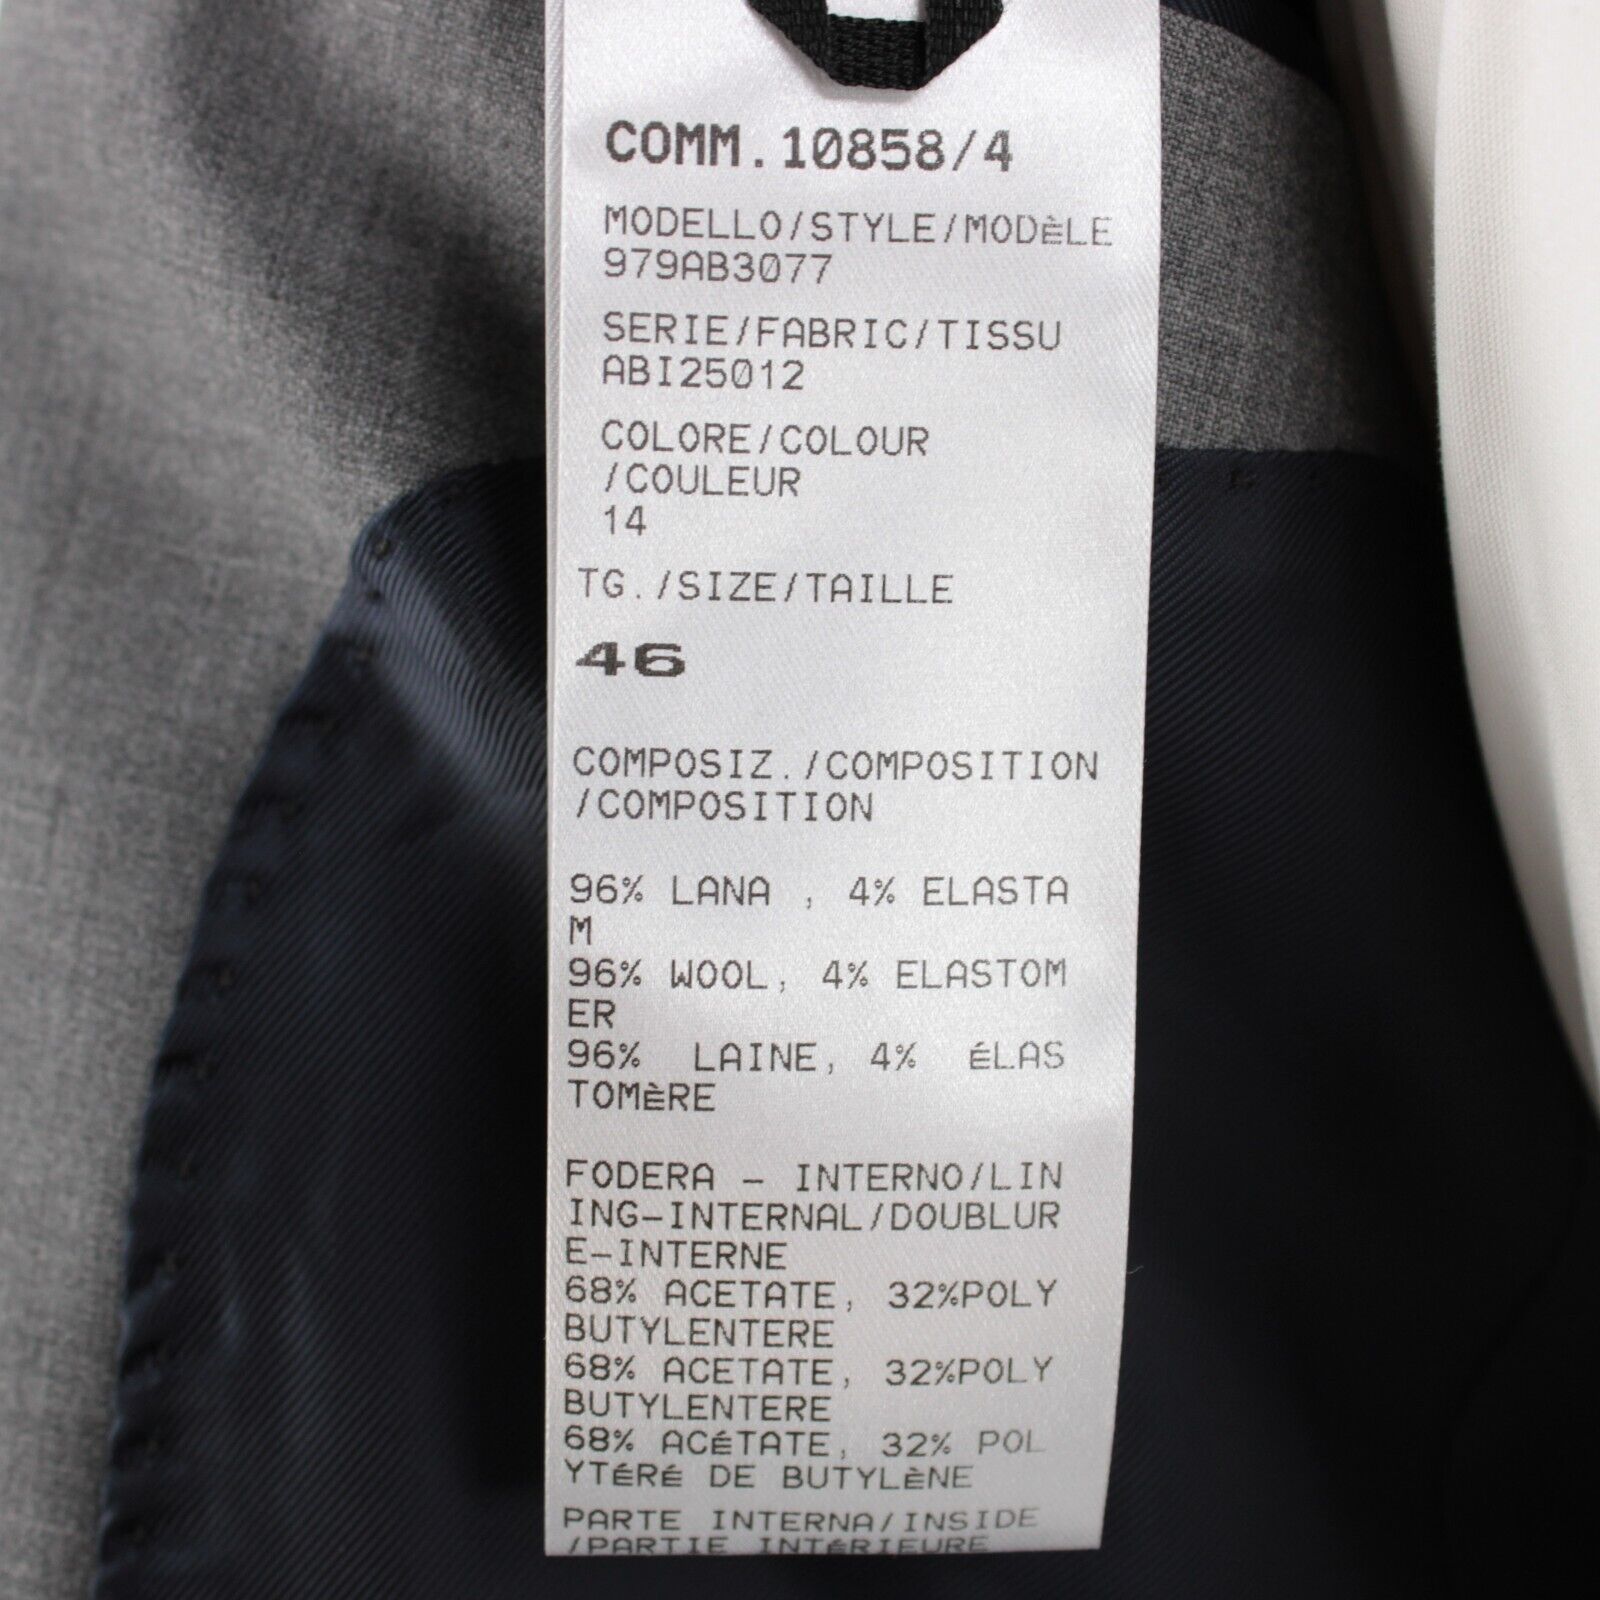 COMM.10858/4
MODELLO/STYLE/MODÈLE
979AB3077
SERIE/FABRIC/TISSU
ABI25012
COLORE/COLOUR
/COULEUR
14
TG./SIZE/TAILLE
46
COMPOSIZ./COMPOSITION
/COMPOSITION
96% LANA , 4% ELASTA
M
96% WOOL, 4% ELASTOM
ER
96% LAINE, 4% ÉLAS
TOMÈRE
FODERA - INTERNO/LIN
ING-INTERNAL/DOUBLUR
E-INTERNE
68% ACETATE, 32%POLY
BUTYLENTERE
68% ACETATE, 32%POLY
BUTYLENTERE
68% ACÉTATE, 32% POL
YTÉRÉ DE BUTYLÈNE
PARTE INTERNA/INSIDE
/PARTIE INTÉRIEURE